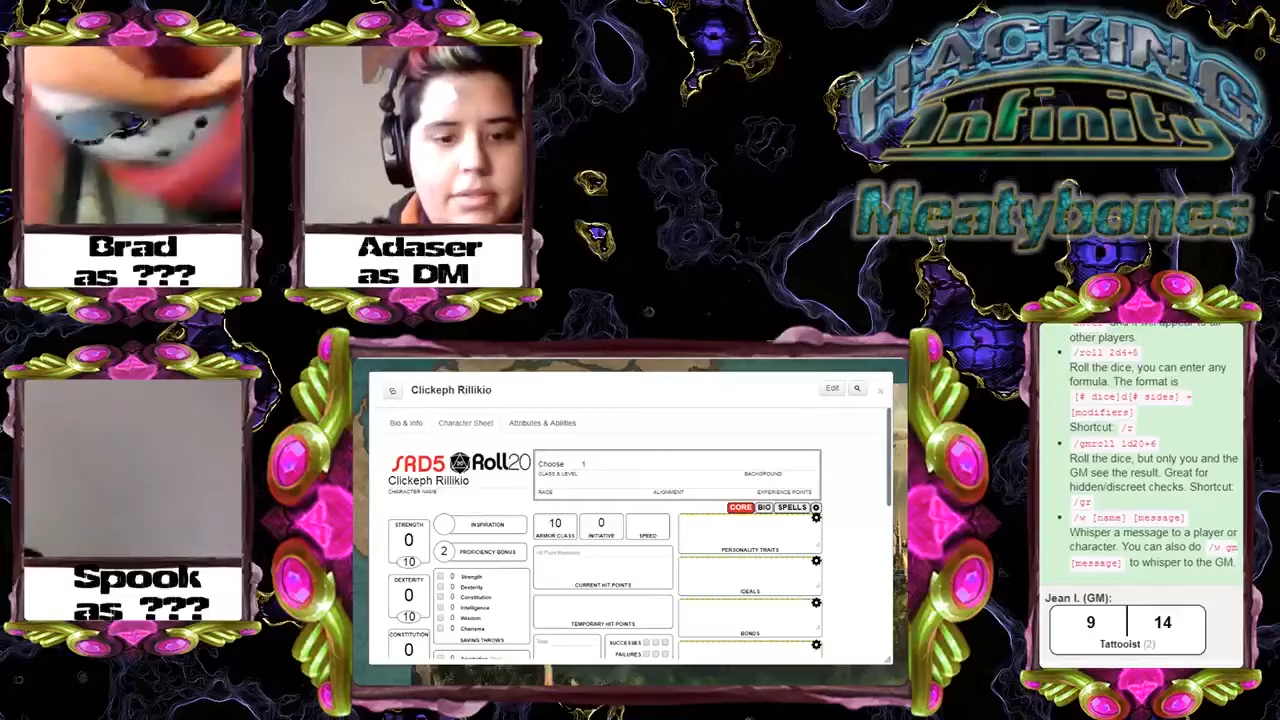 HACKING
Infinity
Meatybones
Brad
as ???
Adaser
as DM
Spook
as ???
Clickeph Rillikio
Edit
Bio & Info
Character Sheet
Attributes & Abilities
SRD5 Roll20
Clickeph Rillikio
CHARACTER NAME
Choose 1
CLASS & LEVEL
BACKGROUND
RACE
ALIGNMENT
EXPERIENCE POINTS
CORE
BIO
SPELLS
STRENGTH
0
10
DEXTERITY
0
10
CONSTITUTION
0
INSPIRATION
2
PROFICIENCY BONUS
0 Strength
0 Dexterity
0 Constitution
0 Intelligence
0 Wisdom
0 Charisma
SAVING THROWS
10
ARMOR CLASS
0
INITIATIVE
SPEED
Hit Point Maximum
CURRENT HIT POINTS
TEMPORARY HIT POINTS
Total
SUCCESSES
FAILURES
PERSONALITY TRAITS
IDEALS
BONDS
other players.
/roll 2d4+5
Roll the dice, you can enter any
formula. The format is
[# dice]d[# sides] +
[modifiers]
Shortcut: /r
/gmroll 1d20+6
Roll the dice, but only you and the
GM see the result. Great for
hidden/discreet checks. Shortcut:
/gr
/w [name] [message]
Whisper a message to a player or
character. You can also do /w gm
[message] to whisper to the GM.
Jean I. (GM):
9
14
Tattooist (2)